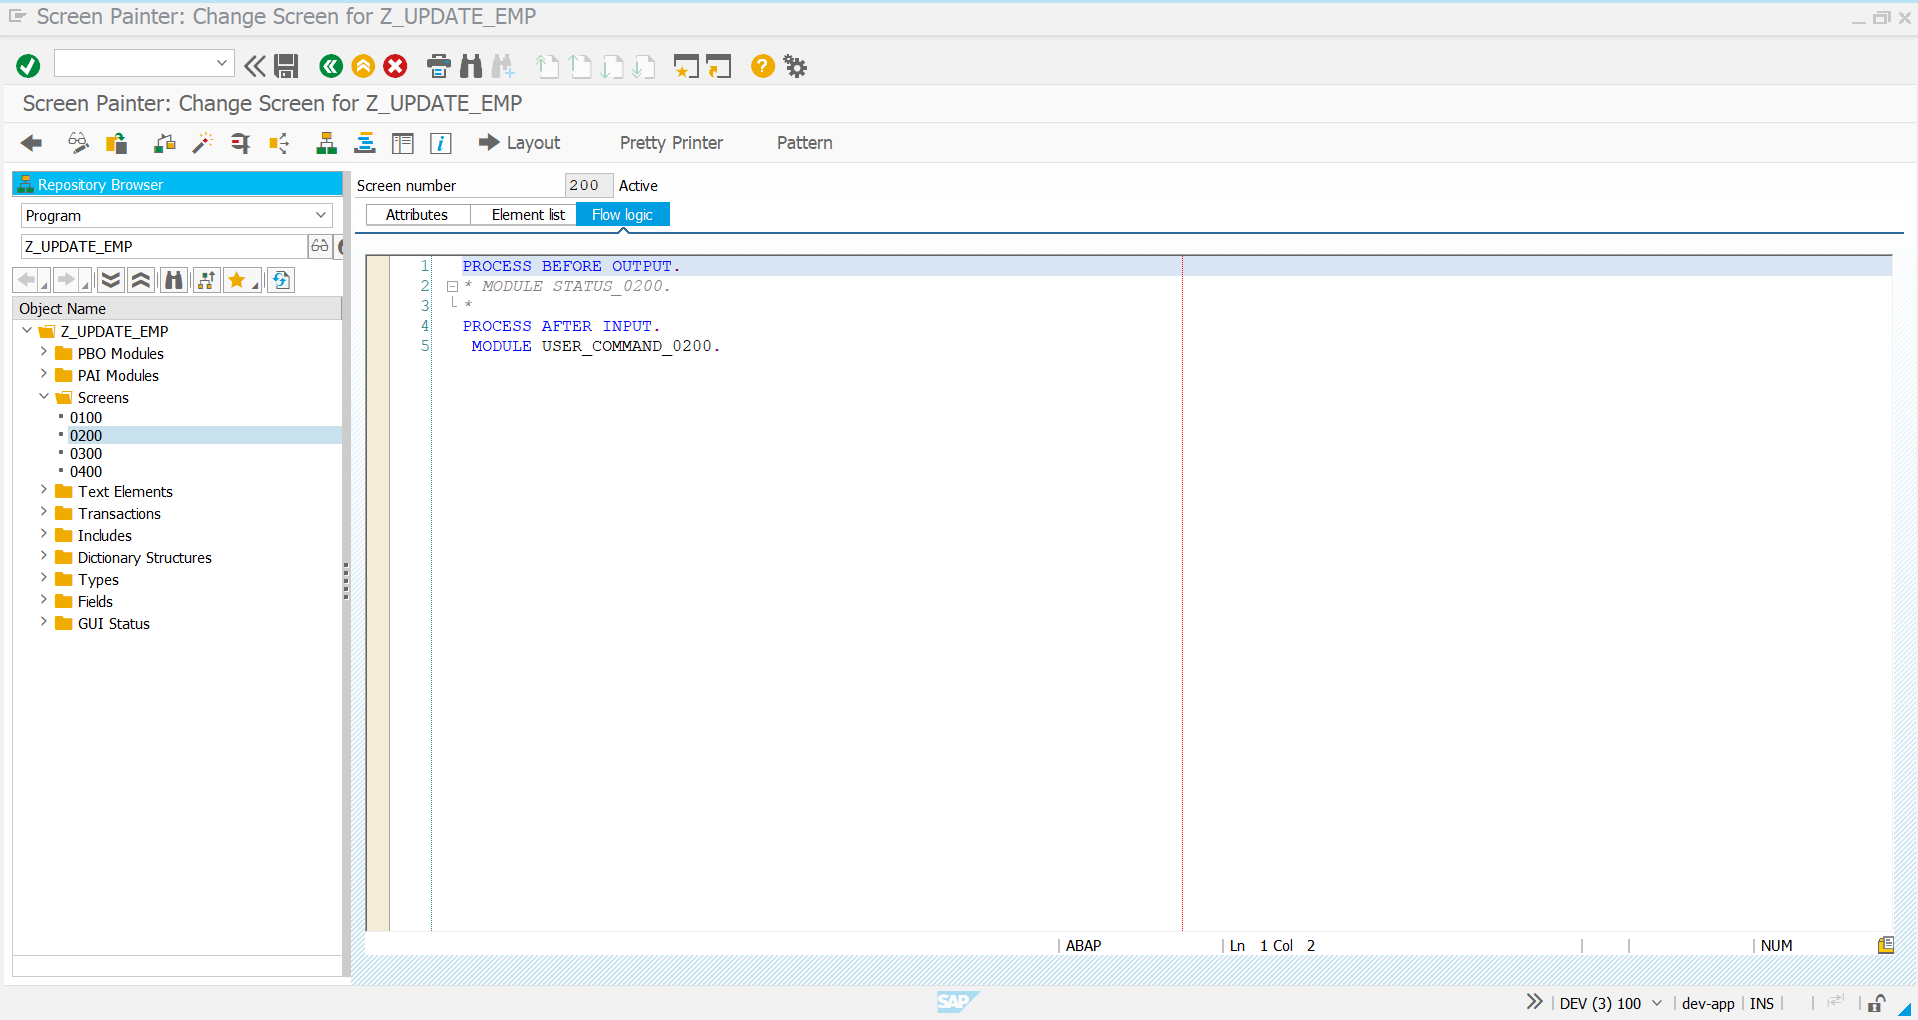 Screen Painter: Change Screen for Z_UPDATE_EMP
Screen Painter: Change Screen for Z_UPDATE_EMP
Layout Pretty Printer Pattern
Repository Browser
Program
Z_UPDATE_EMP
Object Name
Z_UPDATE_EMP
PBO Modules
PAI Modules
Screens
0100
0200
0300
0400
Text Elements
Transactions
Includes
Dictionary Structures
Types
Fields
GUI Status
Screen number 200 Active
Attributes Element list Flow logic
1 PROCESS BEFORE OUTPUT.
2 * MODULE STATUS_0200.
3 *
4 PROCESS AFTER INPUT.
5 MODULE USER_COMMAND_0200.
ABAP Ln 1 Col 2 NUM
SAP DEV (3) 100 dev-app INS